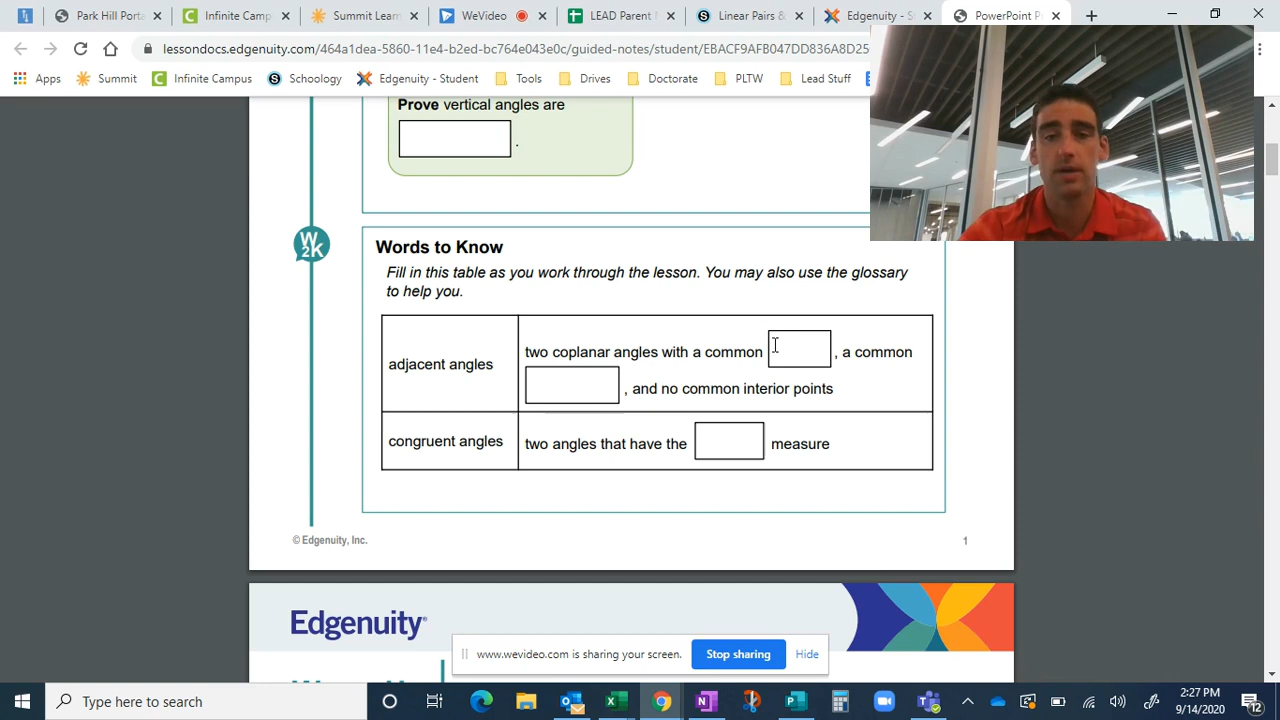 Park Hill Porta
Infinite Camp
Summit Lear
WeVideo
LEAD Parent
Linear Pairs &
Edgenuity - S
PowerPoint P
lessondocs.edgenuity.com/464a1dea-5860-11e4-b2ed-bc764e043e0c/guided-notes/student/EBACF9AFB047DD836A8D25
Apps Summit Infinite Campus Schoology Edgenuity - Student Tools Drives Doctorate PLTW Lead Stuff
Prove vertical angles are
.
W
2K
Words to Know
Fill in this table as you work through the lesson. You may also use the glossary
to help you.
adjacent angles
two coplanar angles with a common , a common
, and no common interior points
congruent angles
two angles that have the measure
© Edgenuity, Inc.
1
Edgenuity
www.wevideo.com is sharing your screen. Stop sharing Hide
Type here to search
2:27 PM
9/14/2020
12